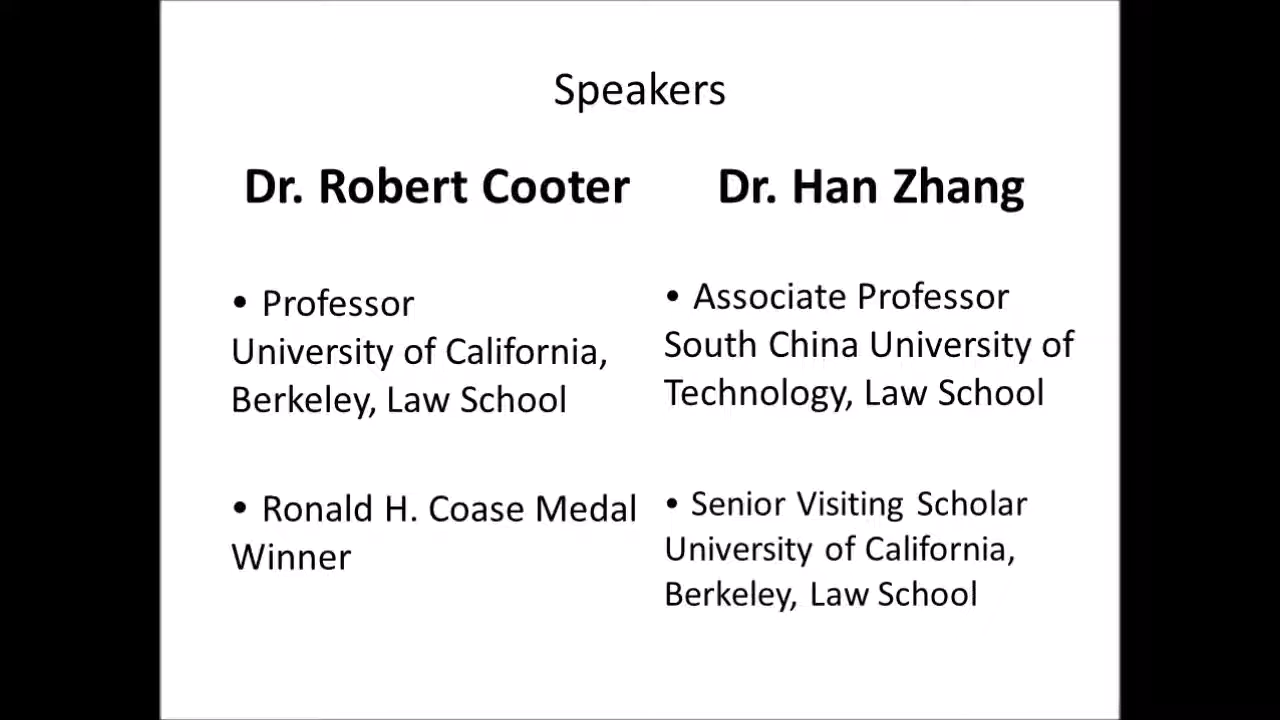 Speakers
Dr. Robert Cooter
• Professor
University of California,
Berkeley, Law School
• Ronald H. Coase Medal
Winner
Dr. Han Zhang
• Associate Professor
South China University of
Technology, Law School
• Senior Visiting Scholar
University of California,
Berkeley, Law School